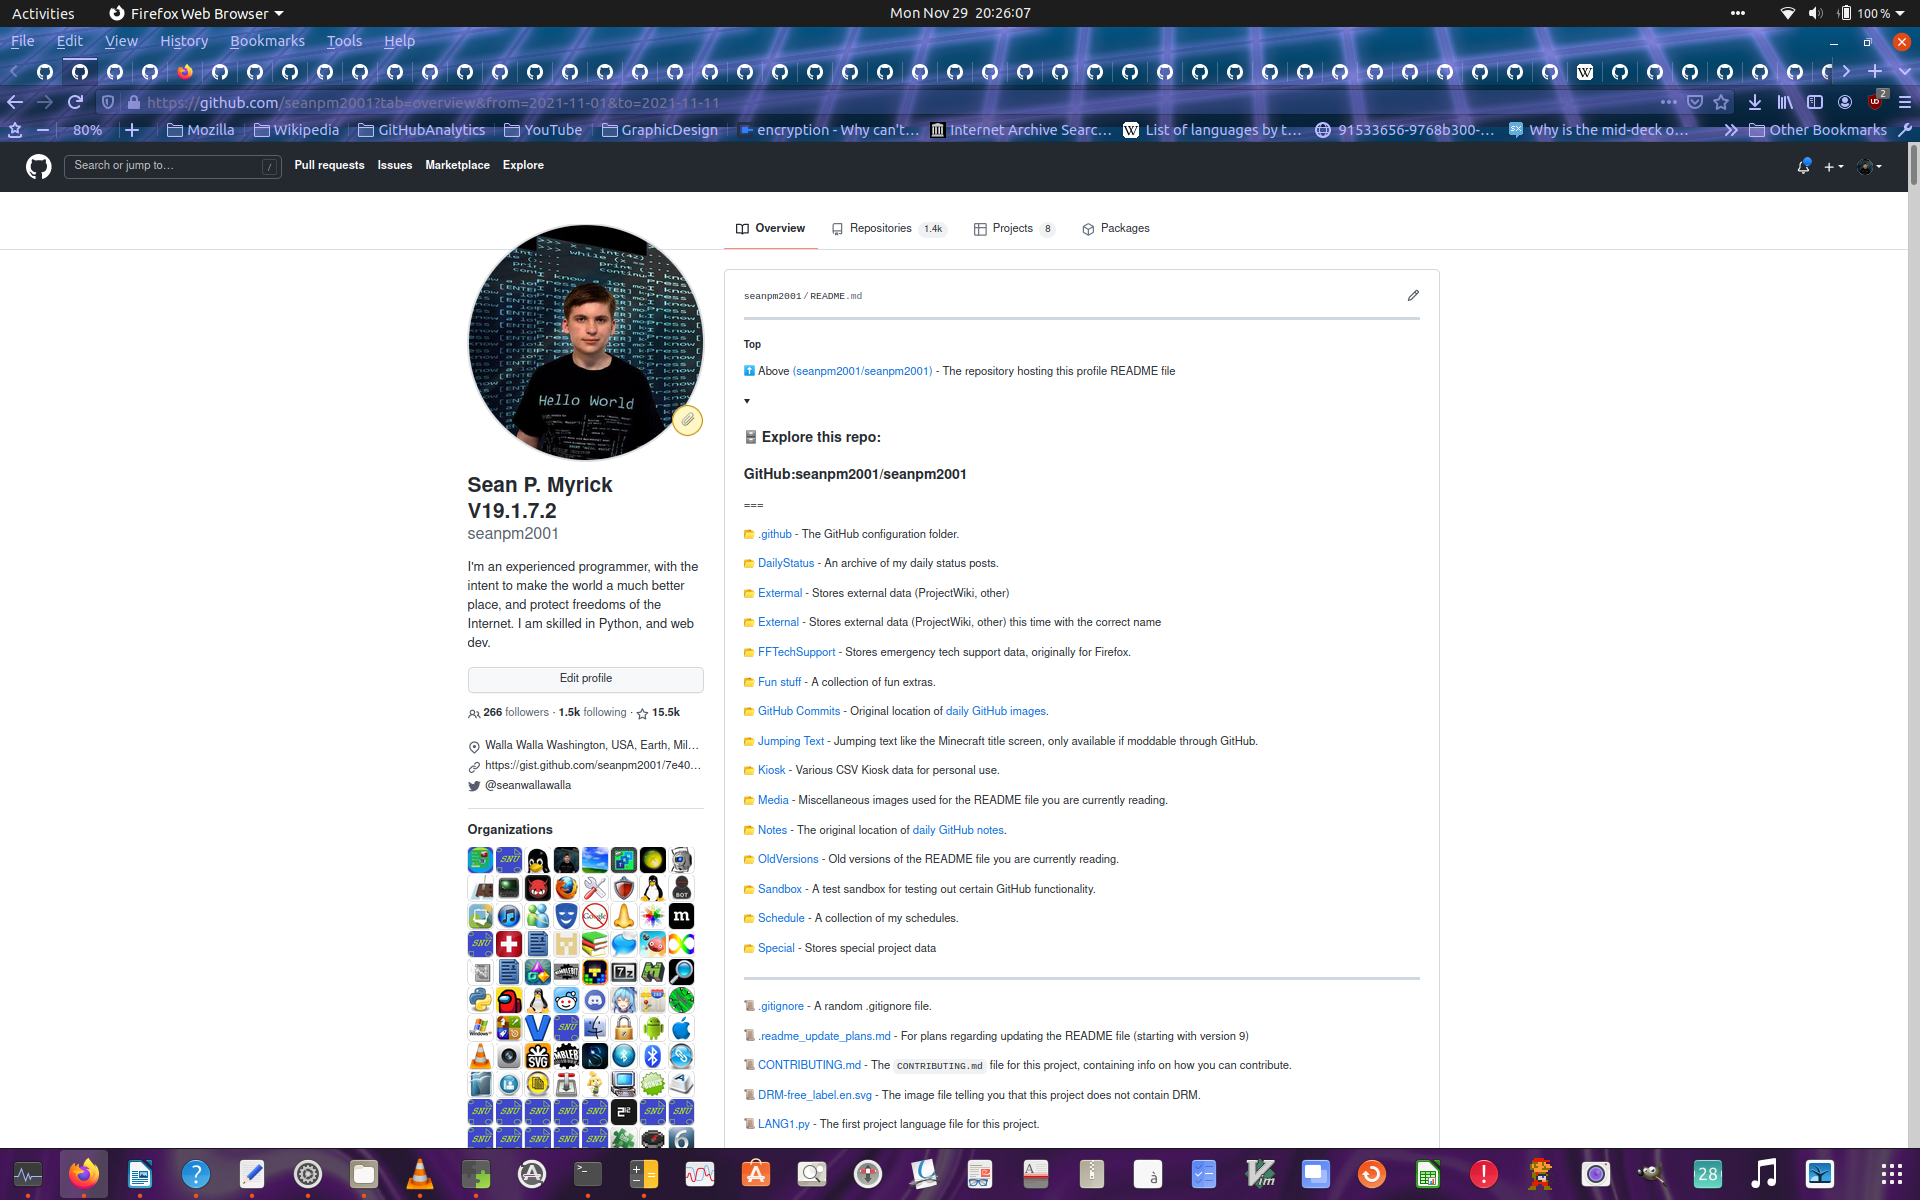 Activities
Firefox Web Browser
Mon Nov 29  20:26:07
100 %
File Edit View History Bookmarks Tools Help
https://github.com/seanpm2001?tab=overview&from=2021-11-01&to=2021-11-11
2
80%
Mozilla
Wikipedia
GitHubAnalytics
YouTube
GraphicDesign
encryption - Why can't…
Internet Archive Searc…
List of languages by t…
91533656-9768b300-…
Why is the mid-deck o…
Other Bookmarks
Search or jump to…
/
Pull requests Issues Marketplace Explore
Overview
Repositories 1.4k
Projects 8
Packages
Hello World
Sean P. Myrick
V19.1.7.2
seanpm2001
I'm an experienced programmer, with the
intent to make the world a much better
place, and protect freedoms of the
Internet. I am skilled in Python, and web
dev.
Edit profile
266 followers · 1.5k following · 15.5k
Walla Walla Washington, USA, Earth, Mil…
https://gist.github.com/seanpm2001/7e40…
@seanwallawalla
Organizations
seanpm2001/README.md
Top
Above (seanpm2001/seanpm2001) - The repository hosting this profile README file
Explore this repo:
GitHub:seanpm2001/seanpm2001
===
.github - The GitHub configuration folder.
DailyStatus - An archive of my daily status posts.
Extermal - Stores external data (ProjectWiki, other)
External - Stores external data (ProjectWiki, other) this time with the correct name
FFTechSupport - Stores emergency tech support data, originally for Firefox.
Fun stuff - A collection of fun extras.
GitHub Commits - Original location of daily GitHub images.
Jumping Text - Jumping text like the Minecraft title screen, only available if moddable through GitHub.
Kiosk - Various CSV Kiosk data for personal use.
Media - Miscellaneous images used for the README file you are currently reading.
Notes - The original location of daily GitHub notes.
OldVersions - Old versions of the README file you are currently reading.
Sandbox - A test sandbox for testing out certain GitHub functionality.
Schedule - A collection of my schedules.
Special - Stores special project data
.gitignore - A random .gitignore file.
.readme_update_plans.md - For plans regarding updating the README file (starting with version 9)
CONTRIBUTING.md - The CONTRIBUTING.md file for this project, containing info on how you can contribute.
DRM-free_label.en.svg - The image file telling you that this project does not contain DRM.
LANG1.py - The first project language file for this project.
28